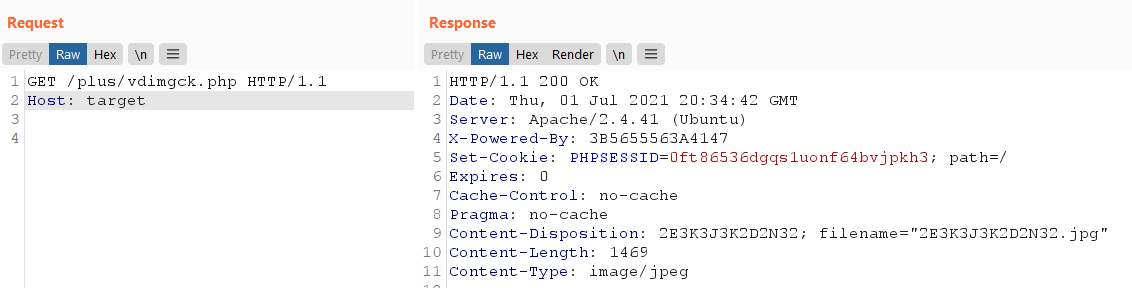 Request
Pretty Raw Hex \n
1 GET /plus/vdimgck.php HTTP/1.1
2 Host: target
3
4
Response
Pretty Raw Hex Render \n
1 HTTP/1.1 200 OK
2 Date: Thu, 01 Jul 2021 20:34:42 GMT
3 Server: Apache/2.4.41 (Ubuntu)
4 X-Powered-By: 3B5655563A4147
5 Set-Cookie: PHPSESSID=0ft86536dgqs1uonf64bvjpkh3; path=/
6 Expires: 0
7 Cache-Control: no-cache
8 Pragma: no-cache
9 Content-Disposition: 2E3K3J3K2D2N32; filename="2E3K3J3K2D2N32.jpg"
10 Content-Length: 1469
11 Content-Type: image/jpeg